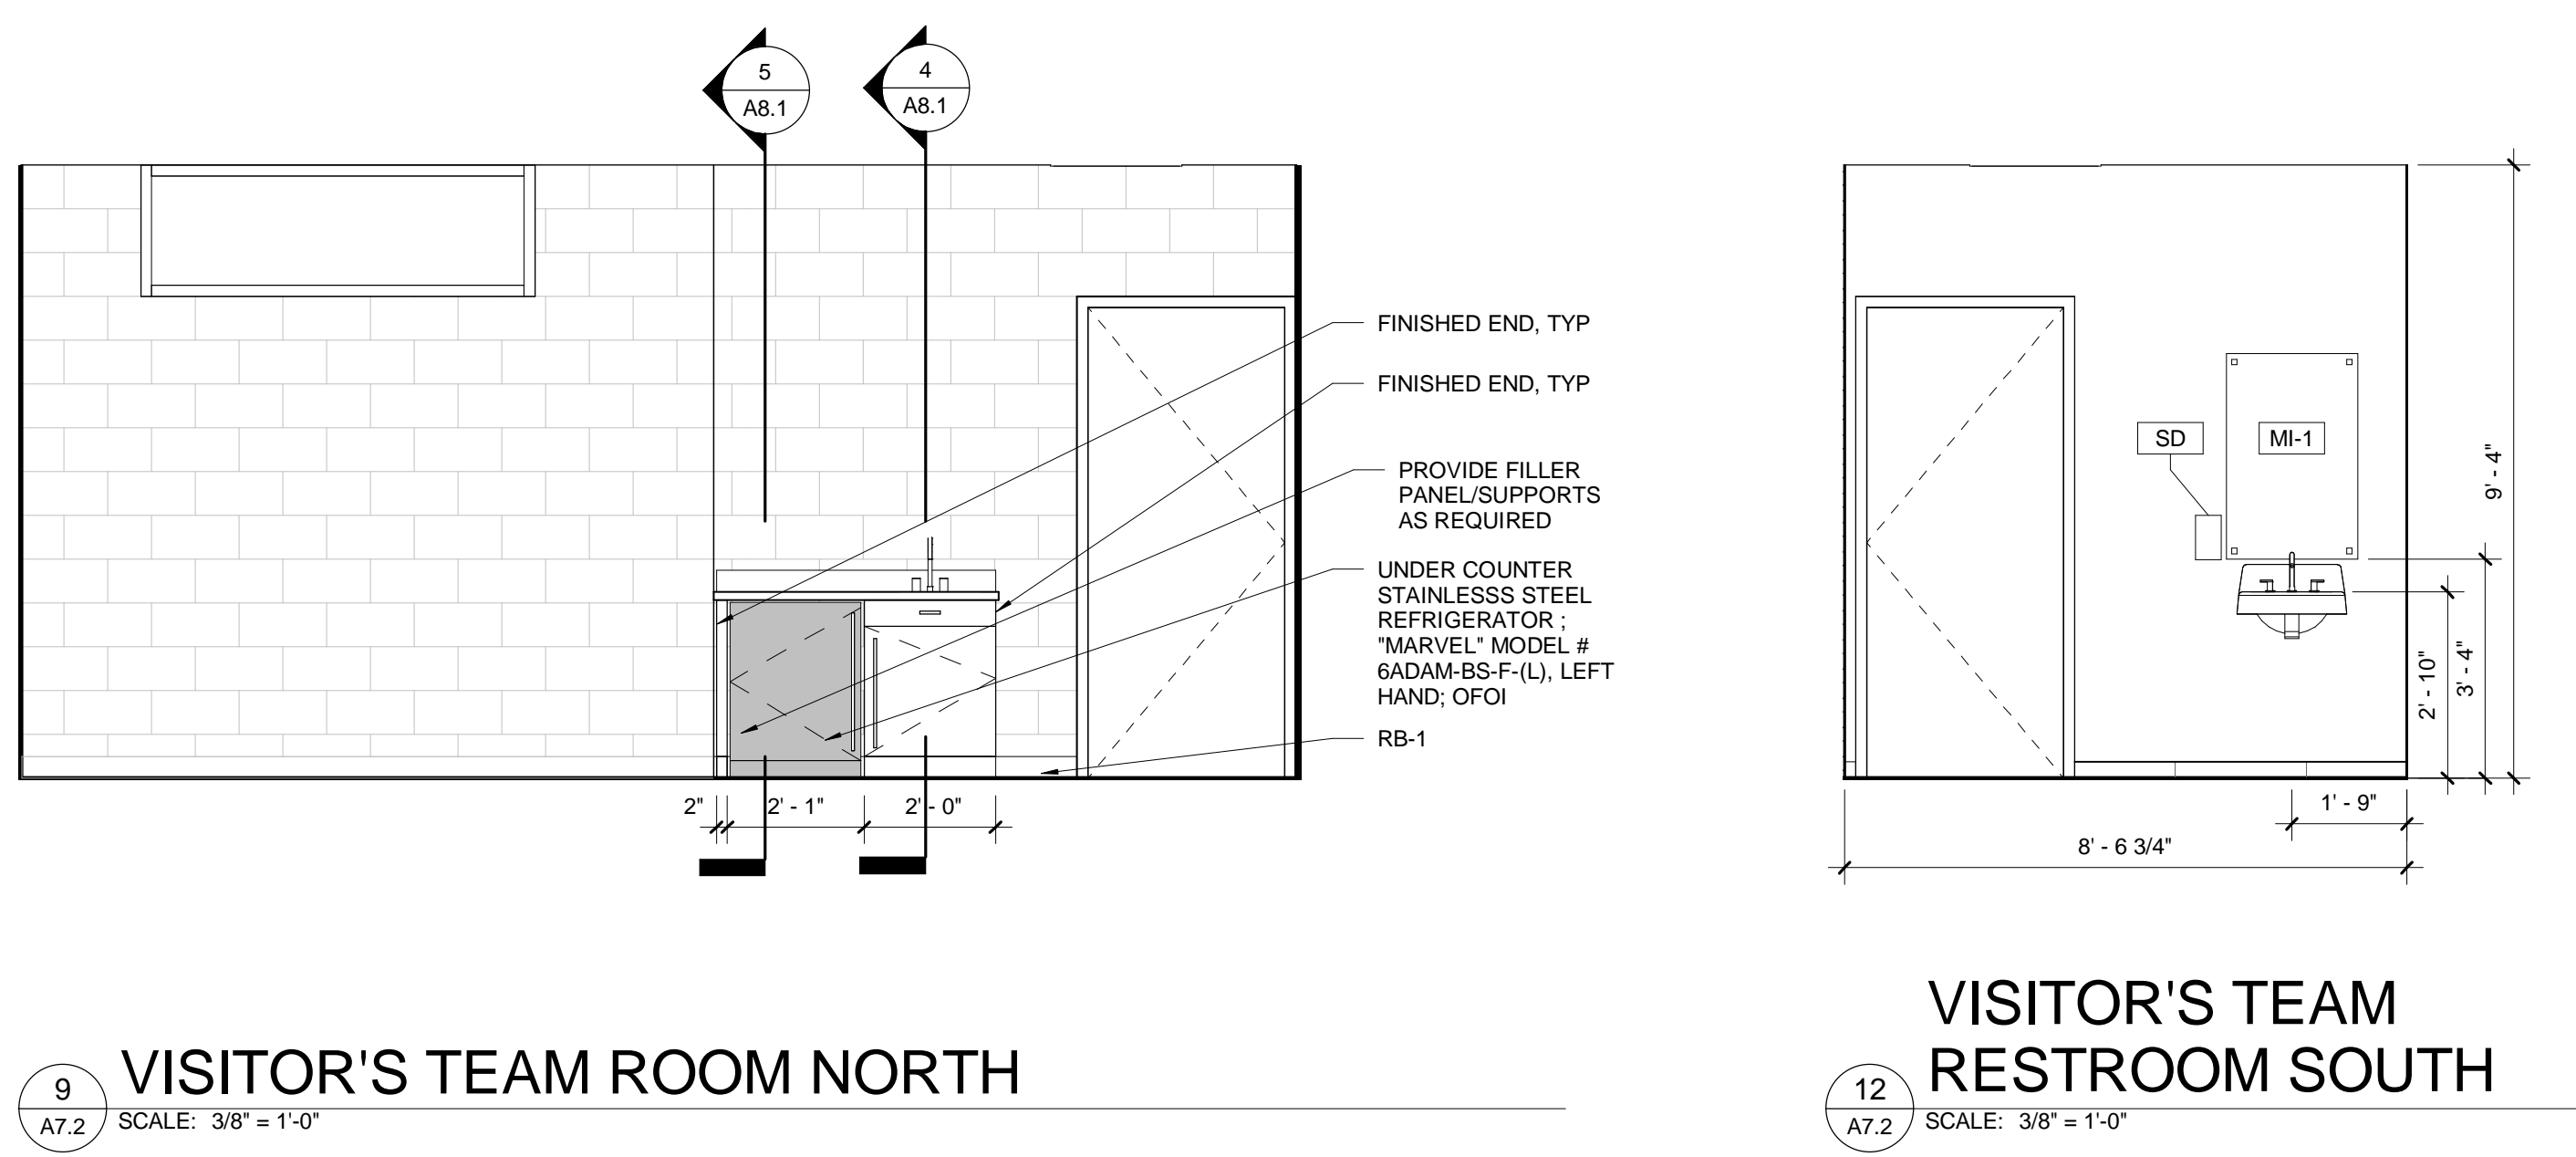 5
A8.1
4
A8.1
FINISHED END, TYP
FINISHED END, TYP
PROVIDE FILLER
PANEL/SUPPORTS
AS REQUIRED
UNDER COUNTER
STAINLESSS STEEL
REFRIGERATOR ;
"MARVEL" MODEL #
6ADAM-BS-F-(L), LEFT
HAND; OFOI
RB-1
2"
2' - 1"
2' - 0"
9
A7.2
VISITOR'S TEAM ROOM NORTH
SCALE: 3/8" = 1'-0"
SD
MI-1
9' - 4"
3' - 4"
2' - 10"
1' - 9"
8' - 6 3/4"
12
A7.2
VISITOR'S TEAM
RESTROOM SOUTH
SCALE: 3/8" = 1'-0"